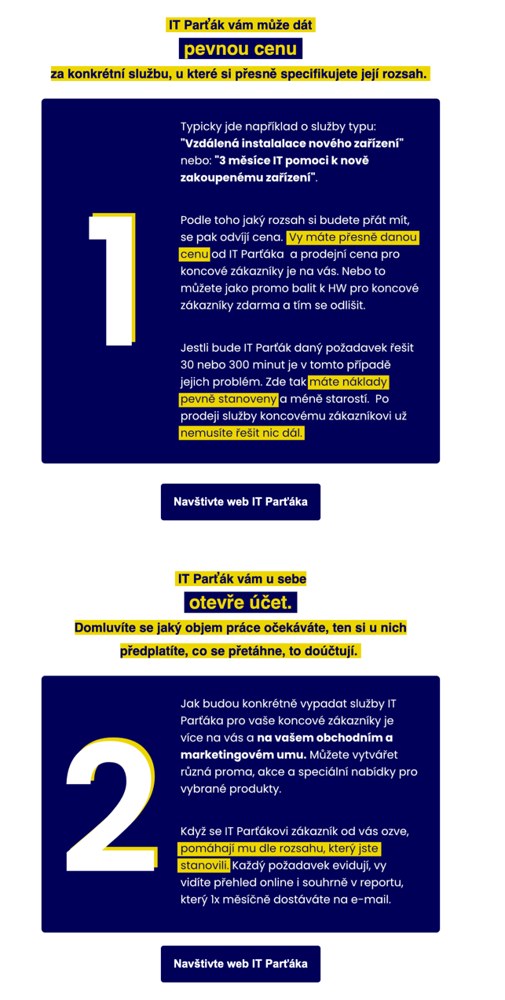 IT Parťák vám může dát
pevnou cenu
za konkrétní službu, u které si přesně specifikujete její rozsah.
1
Typicky jde například o služby typu:
"Vzdálená instalalace nového zařízení"
nebo: "3 měsíce IT pomoci k nově
zakoupenému zařízení".
Podle toho jaký rozsah si budete přát mít,
se pak odvíjí cena. Vy máte přesně danou
cenu od IT Parťáka a prodejní cena pro
koncové zákazníky je na vás. Nebo to
můžete jako promo balit k HW pro koncové
zákazníky zdarma a tím se odlišit.
Jestli bude IT Parťák daný požadavek řešit
30 nebo 300 minut je v tomto případě
jejich problém. Zde tak máte náklady
pevně stanoveny a méně starostí. Po
prodeji služby koncovému zákazníkovi už
nemusíte řešit nic dál.
Navštivte web IT Parťáka
IT Parťák vám u sebe
otevře účet.
Domluvíte se jaký objem práce očekáváte, ten si u nich
předplatíte, co se přetáhne, to doúčtují.
2
Jak budou konkrétně vypadat služby IT
Parťáka pro vaše koncové zákazníky je
více na vás a na vašem obchodním a
marketingovém umu. Můžete vytvářet
různá proma, akce a speciální nabídky pro
vybrané produkty.
Když se IT Parťákovi zákazník od vás ozve,
pomáhají mu dle rozsahu, který jste
stanovili. Každý požadavek evidují, vy
vidíte přehled online i souhrně v reportu,
který 1x měsíčně dostáváte na e-mail.
Navštivte web IT Parťáka